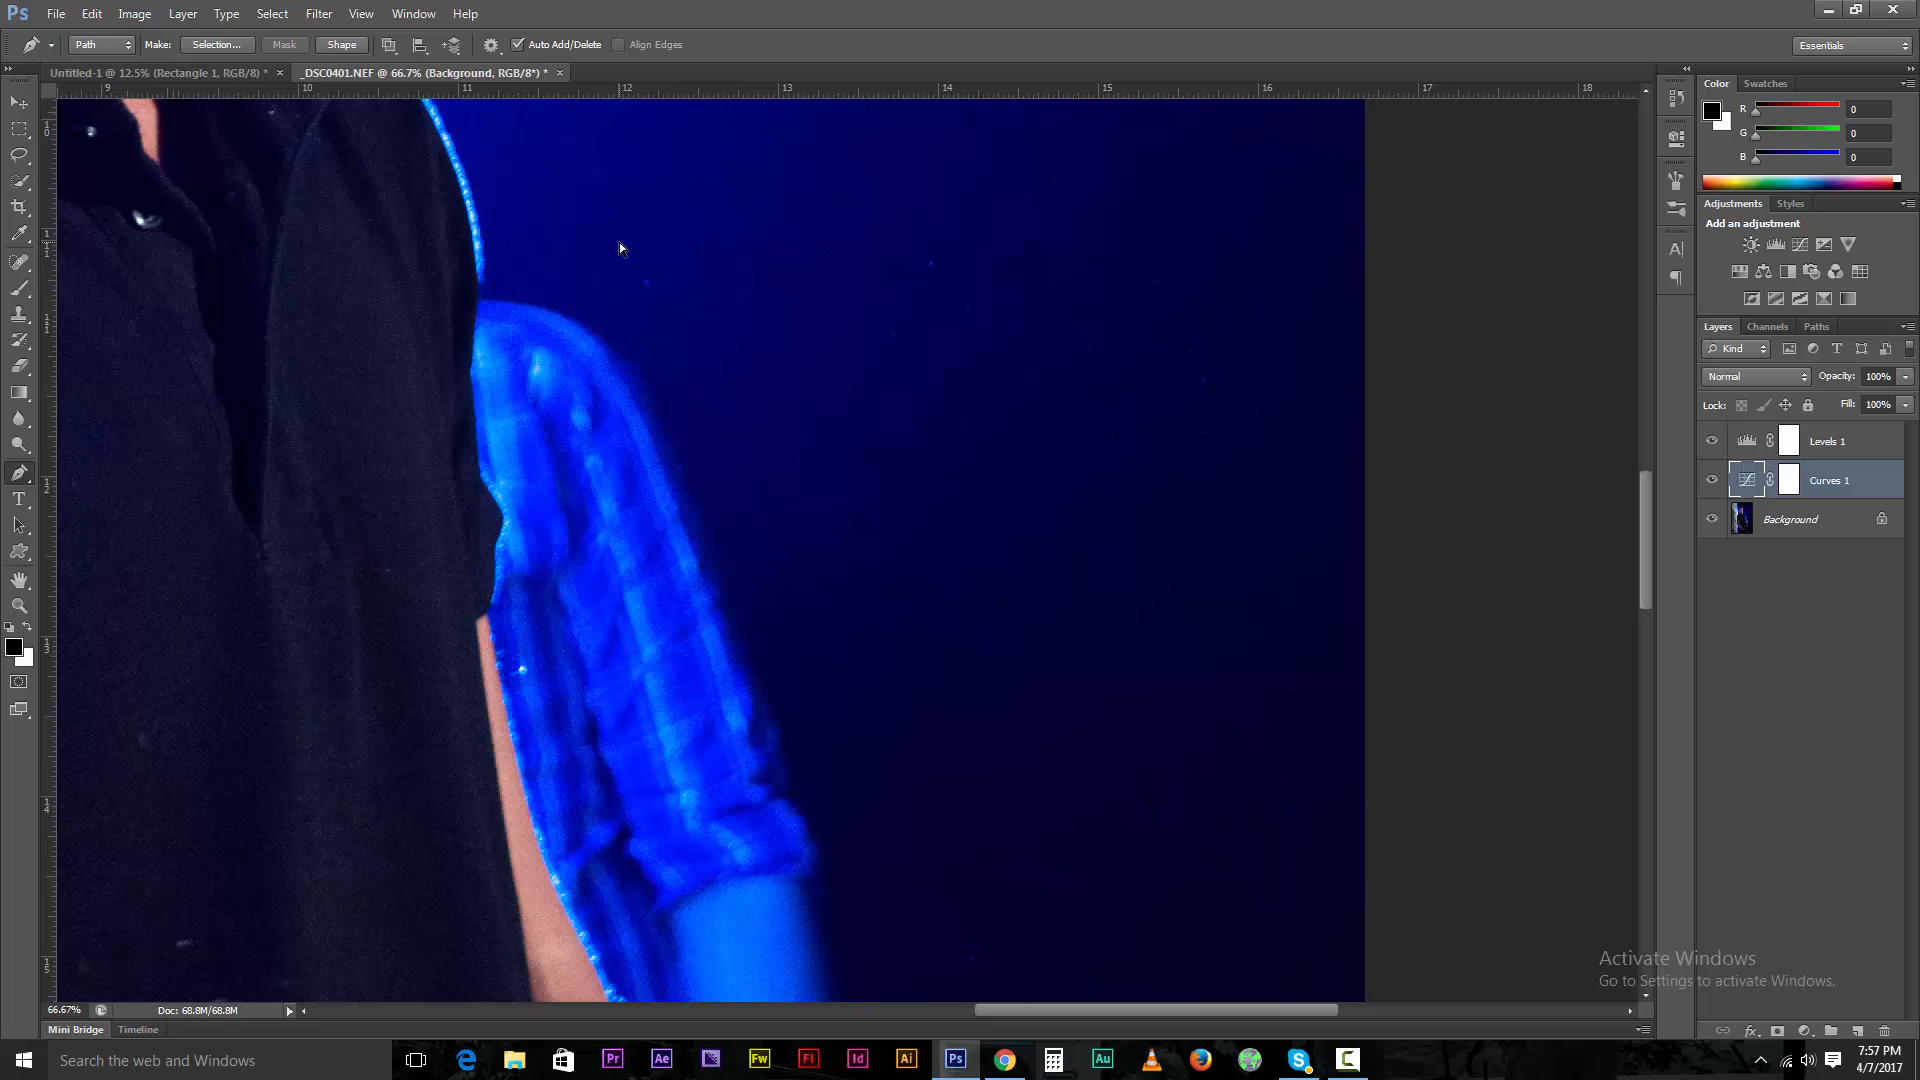 Ps File Edit Image Layer Type Select Filter View Window Help
Path Make: Selection... Mask Shape Auto Add/Delete Align Edges Essentials
Untitled-1 @ 12.5% (Rectangle 1, RGB/8) * × _DSC0401.NEF @ 66.7% (Background, RGB/8*) * ×
9 10 11 12 13 14 15 16 17 18
Color Swatches
R 0
G 0
B 0
Adjustments Styles
Add an adjustment
Layers Channels Paths
Kind
Normal Opacity: 100%
Lock: Fill: 100%
Levels 1
Curves 1
Background
Activate Windows
Go to Settings to activate Windows.
66.67% Doc: 68.8M/68.8M
Mini Bridge Timeline
Search the web and Windows
Pr Ae Fw Fl Id Ai Ps Au
7:57 PM
4/7/2017